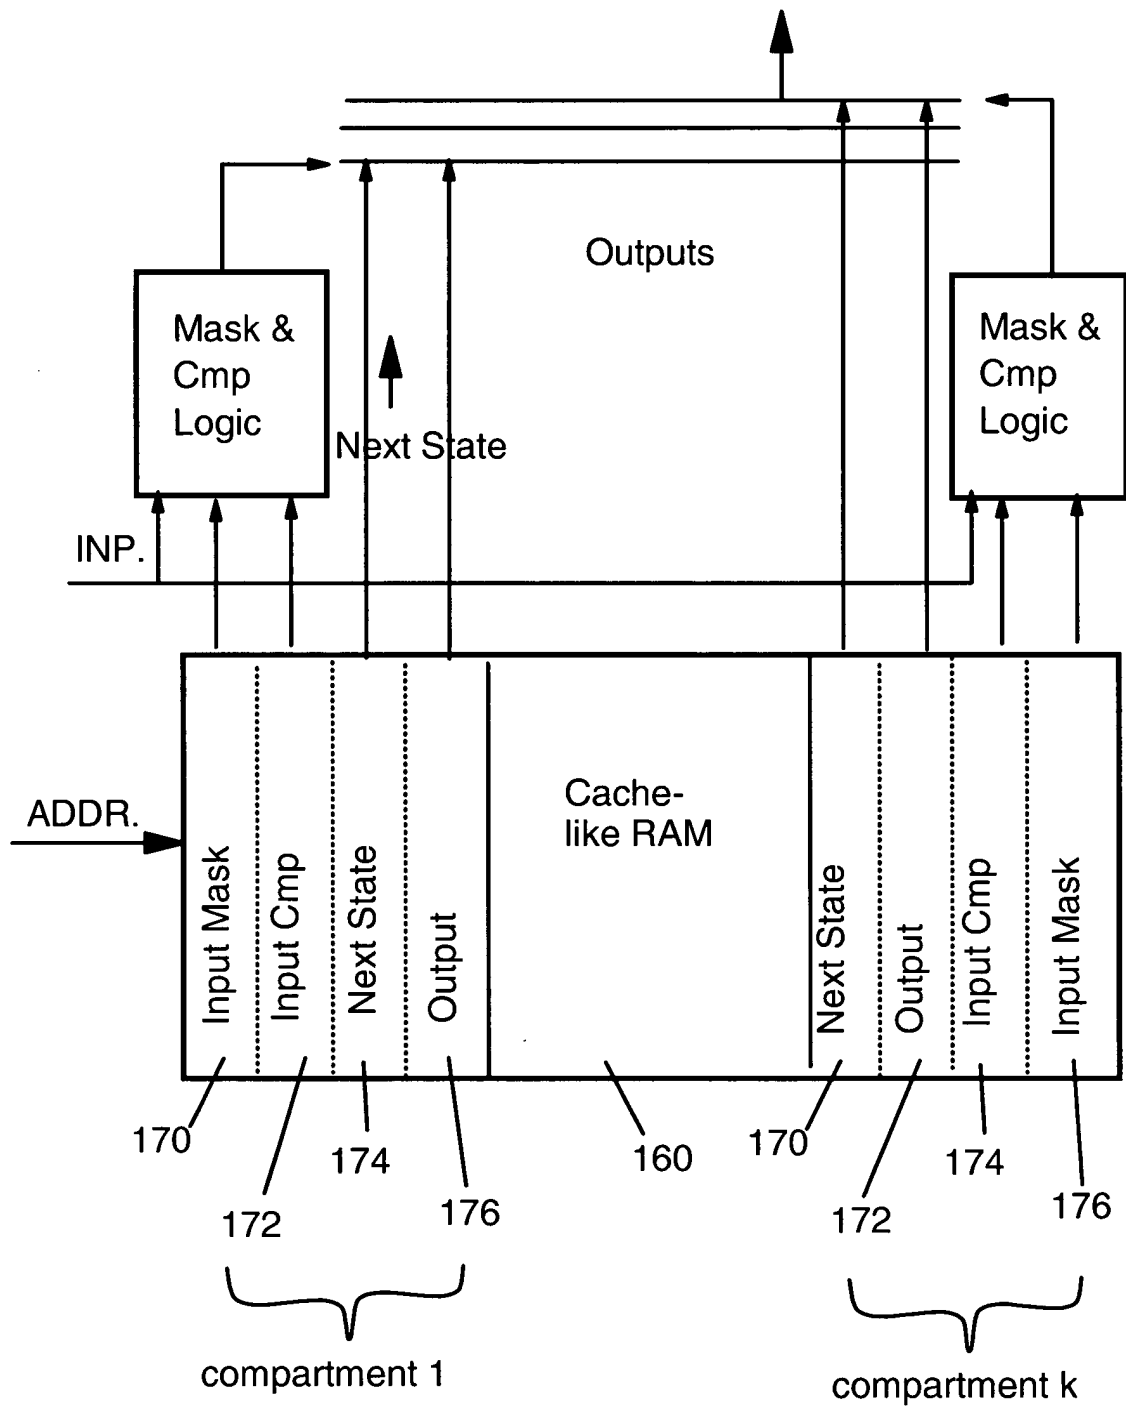 Outputs
Mask &
Cmp
Logic
Mask &
Cmp
Logic
Next State
INP.
ADDR.
Cache-
like RAM
Input Mask
Input Cmp
Next State
Output
Next State
Output
Input Cmp
Input Mask
170
172
174
176
160
170
172
174
176
compartment 1
compartment k